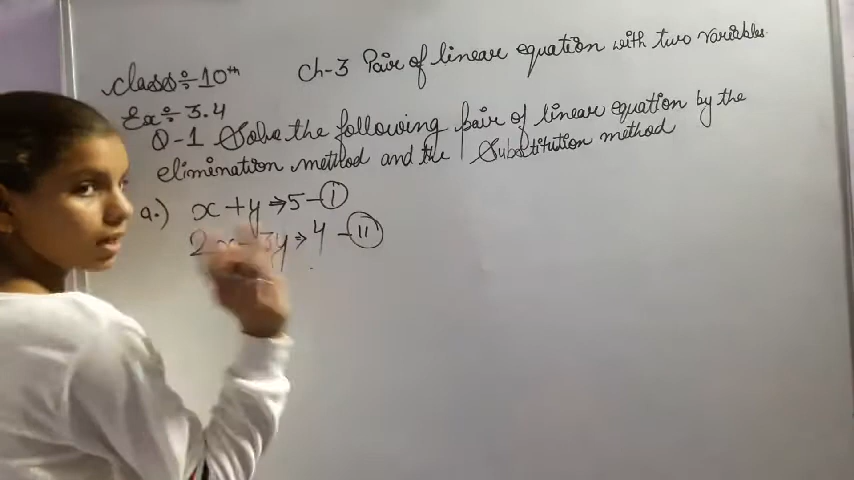 Class÷10th
Ch-3 Pair of linear equation with two variables.
Ex÷ 3.4
Q-1 Solve the following pair of linear equation by the
elimination method and the Substitution method
a.) x+y→5-①
2x-3y→4-⑪